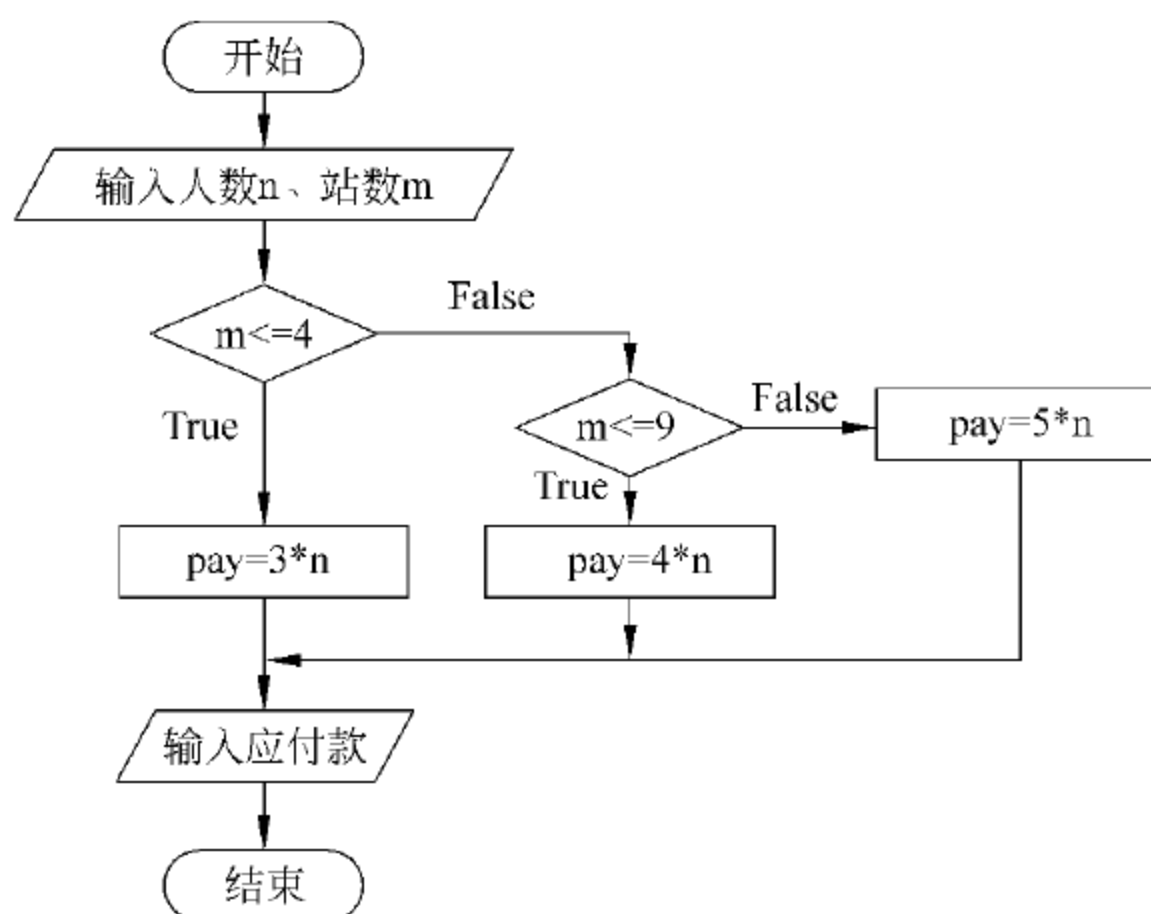 开始
输入人数n、站数m
m<=4
False
True
m<=9
False
pay=5*n
True
pay=3*n
pay=4*n
输入应付款
结束